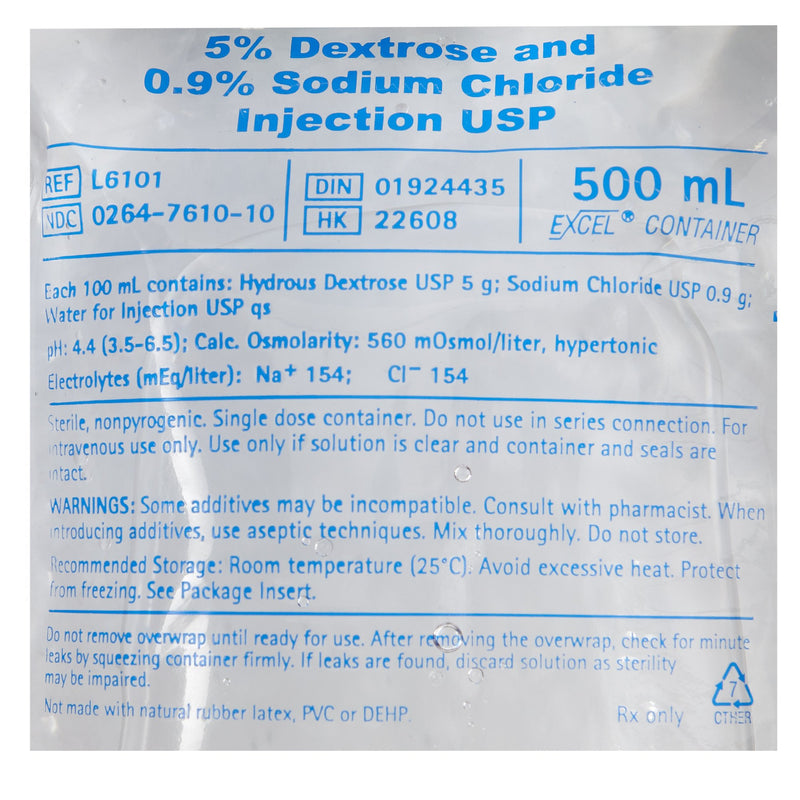 5% Dextrose and
0.9% Sodium Chloride
Injection USP
REF L6101
NDC 0264-7610-10
DIN 01924435
HK 22608
500 mL
EXCEL® CONTAINER
Each 100 mL contains: Hydrous Dextrose USP 5 g; Sodium Chloride USP 0.9 g;
Water for Injection USP qs
pH: 4.4 (3.5–6.5); Calc. Osmolarity: 560 mOsmol/liter, hypertonic
Electrolytes (mEq/liter): Na⁺ 154; Cl⁻ 154
Sterile, nonpyrogenic. Single dose container. Do not use in series connection. For
intravenous use only. Use only if solution is clear and container and seals are
intact.
WARNINGS: Some additives may be incompatible. Consult with pharmacist. When
introducing additives, use aseptic techniques. Mix thoroughly. Do not store.
Recommended Storage: Room temperature (25°C). Avoid excessive heat. Protect
from freezing. See Package Insert.
Do not remove overwrap until ready for use. After removing the overwrap, check for minute
leaks by squeezing container firmly. If leaks are found, discard solution as sterility
may be impaired.
Not made with natural rubber latex, PVC or DEHP.
Rx only
7
OTHER